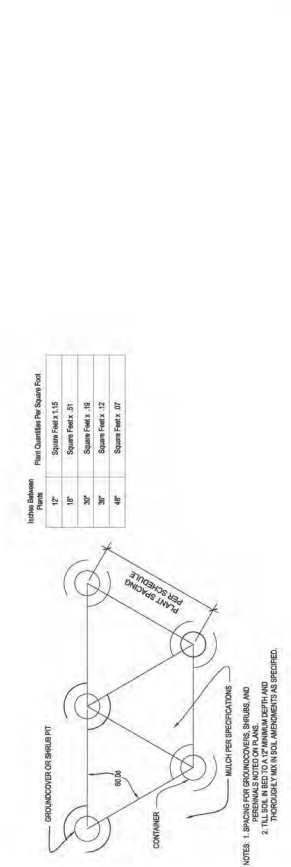 GROUNDCOVER OR SHRUB PIT
PLANT SPACING
PER SCHEDULE
CONTAINER
MULCH PER SPECIFICATIONS
NOTES: 1. SPACING FOR GROUNDCOVERS, SHRUBS, AND
PERENNIALS NOTED ON PLANS.
2. TILL SOIL IN BED TO A 12" MINIMUM DEPTH AND
THOROUGHLY MIX IN SOIL AMENDMENTS AS SPECIFIED.
Inches Between
Plants
Plant Quantities Per Square Foot
12" Square Feet x 1.15
18" Square Feet x .51
30" Square Feet x .19
36" Square Feet x .12
48" Square Feet x .07